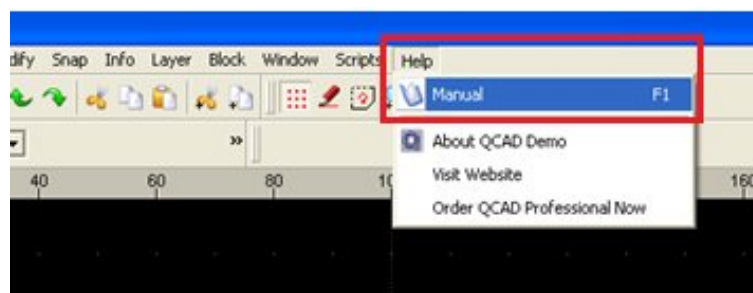 dify Snap Info Layer Block Window Scripts Help
Manual F1
»
About QCAD Demo
Visit Website
40 60 80 10 160
Order QCAD Professional Now